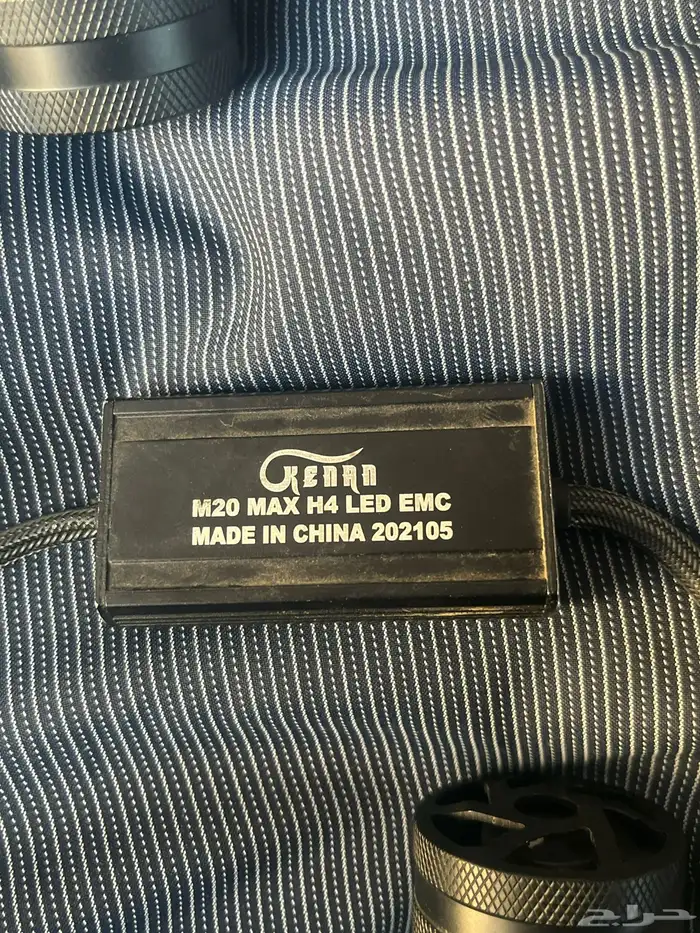 KENAN
M20 MAX H4 LED EMC
MADE IN CHINA 202105
حراج